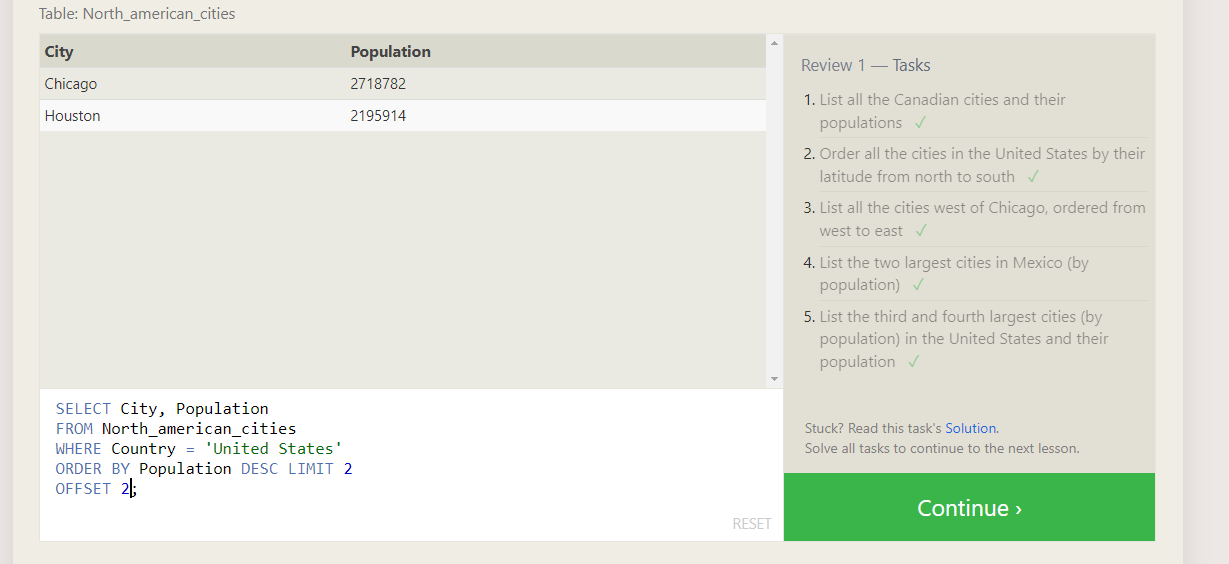 Table: North_american_cities
City Population
Chicago 2718782
Houston 2195914
SELECT City, Population
FROM North_american_cities
WHERE Country = 'United States'
ORDER BY Population DESC LIMIT 2
OFFSET 2;
RESET
Review 1 — Tasks
1. List all the Canadian cities and their
populations ✓
2. Order all the cities in the United States by their
latitude from north to south ✓
3. List all the cities west of Chicago, ordered from
west to east ✓
4. List the two largest cities in Mexico (by
population) ✓
5. List the third and fourth largest cities (by
population) in the United States and their
population ✓
Stuck? Read this task's Solution.
Solve all tasks to continue to the next lesson.
Continue ›